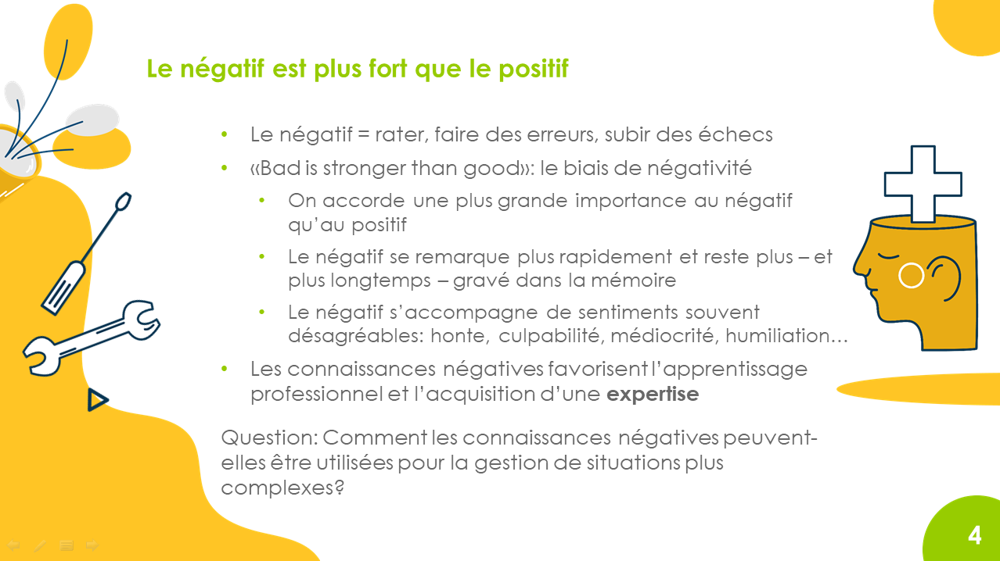 Le négatif est plus fort que le positif
• Le négatif = rater, faire des erreurs, subir des échecs
• «Bad is stronger than good»: le biais de négativité
• On accorde une plus grande importance au négatif
qu’au positif
• Le négatif se remarque plus rapidement et reste plus – et
plus longtemps – gravé dans la mémoire
• Le négatif s’accompagne de sentiments souvent
désagréables: honte, culpabilité, médiocrité, humiliation…
• Les connaissances négatives favorisent l’apprentissage
professionnel et l’acquisition d’une expertise
Question: Comment les connaissances négatives peuvent-
elles être utilisées pour la gestion de situations plus
complexes?
4